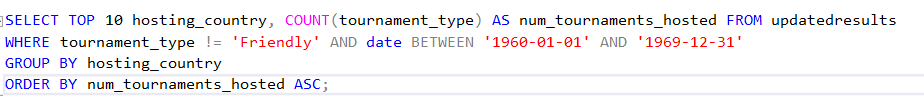 SELECT TOP 10 hosting_country, COUNT(tournament_type) AS num_tournaments_hosted FROM updatedresults
WHERE tournament_type != 'Friendly' AND date BETWEEN '1960-01-01' AND '1969-12-31'
GROUP BY hosting_country
ORDER BY num_tournaments_hosted ASC;